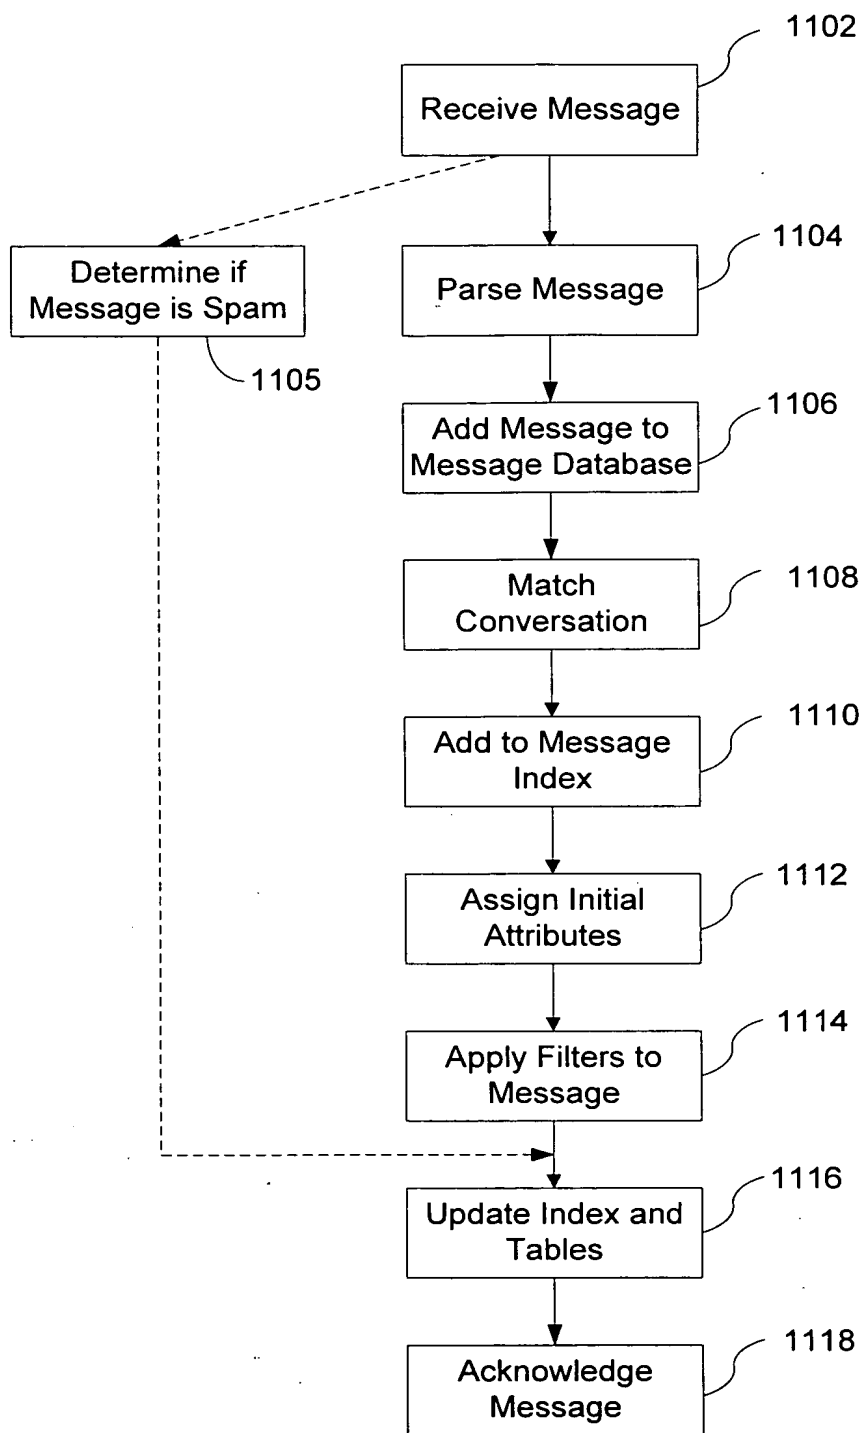 1102
Receive Message
1104
Parse Message
Determine if
Message is Spam
1105
1106
Add Message to
Message Database
1108
Match
Conversation
1110
Add to Message
Index
1112
Assign Initial
Attributes
1114
Apply Filters to
Message
1116
Update Index and
Tables
1118
Acknowledge
Message